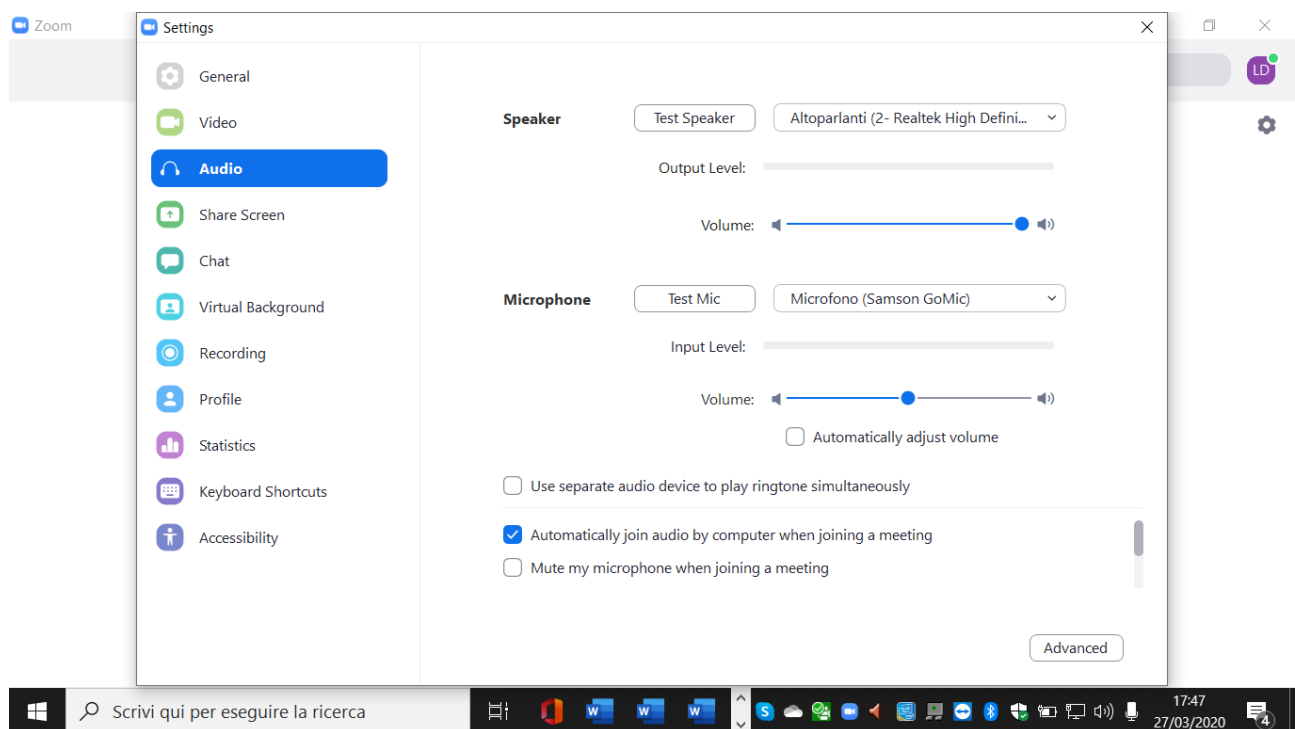 Zoom
Settings
LD
General
Video
Audio
Share Screen
Chat
Virtual Background
Recording
Profile
Statistics
Keyboard Shortcuts
Accessibility
Speaker
Test Speaker
Altoparlanti (2- Realtek High Defini...
Output Level:
Volume:
Microphone
Test Mic
Microfono (Samson GoMic)
Input Level:
Volume:
Automatically adjust volume
Use separate audio device to play ringtone simultaneously
Automatically join audio by computer when joining a meeting
Mute my microphone when joining a meeting
Advanced
Scrivi qui per eseguire la ricerca
W
W
W
S
17:47
27/03/2020
4